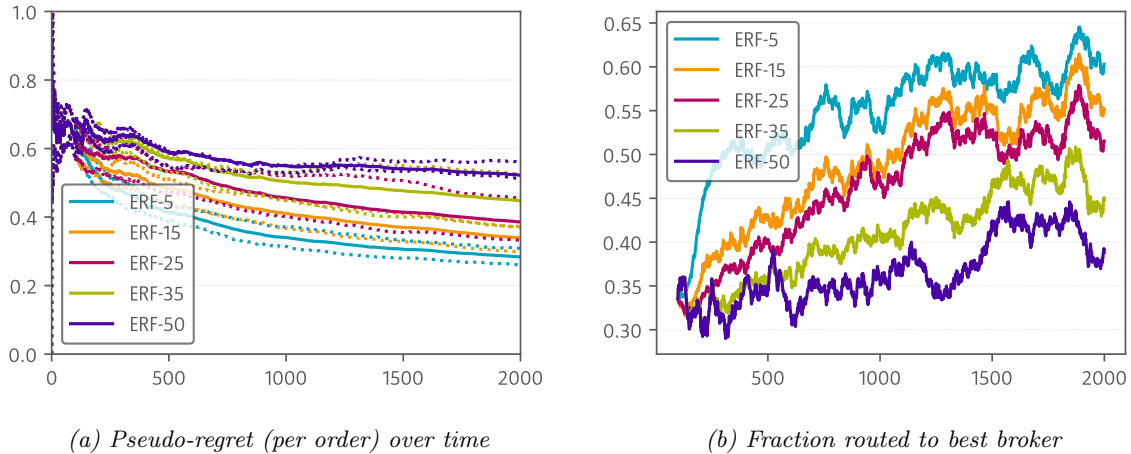 1.0
0.8
0.6
0.4
0.2
0.0
ERF-5
ERF-15
ERF-25
ERF-35
ERF-50
0
500
1000
1500
2000
(a) Pseudo-regret (per order) over time
0.65
0.60
0.55
0.50
0.45
0.40
0.35
0.30
ERF-5
ERF-15
ERF-25
ERF-35
ERF-50
500
1000
1500
2000
(b) Fraction routed to best broker